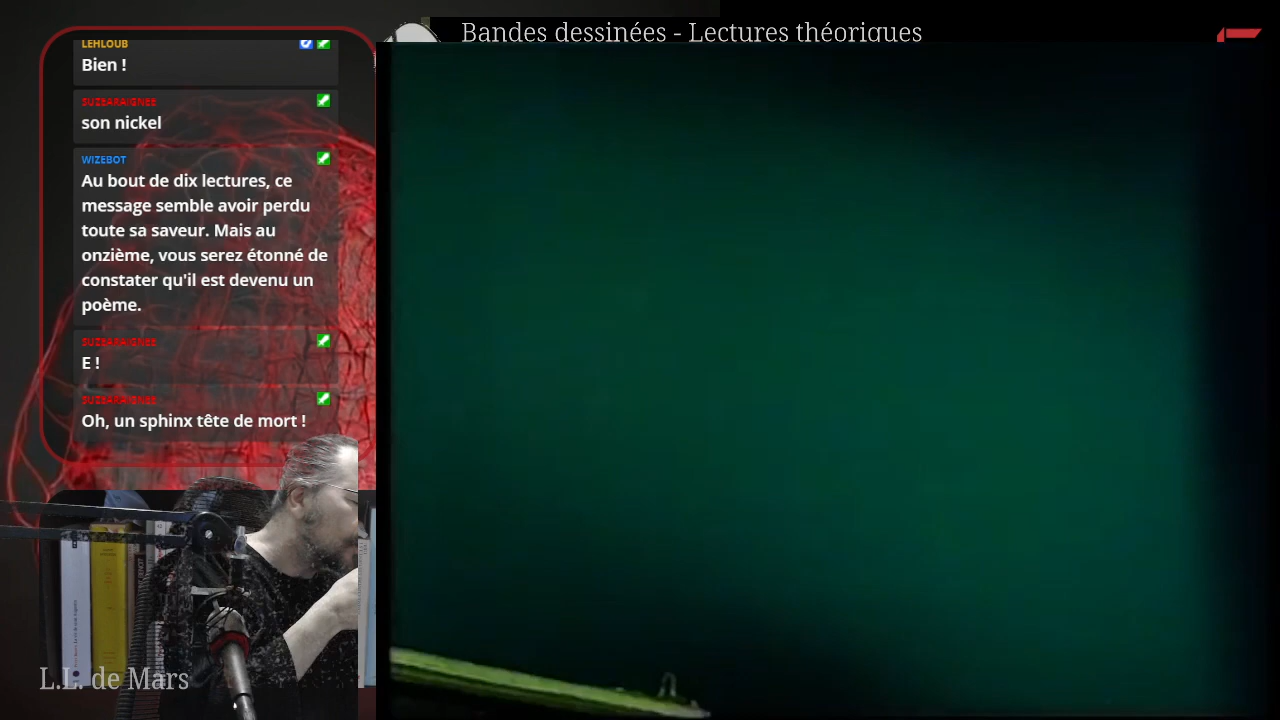 Bandes dessinées - Lectures théoriques
LEHLOUB
Bien !
SUZEARAIGNEE
son nickel
WIZEBOT
Au bout de dix lectures, ce
message semble avoir perdu
toute sa saveur. Mais au
onzième, vous serez étonné de
constater qu'il est devenu un
poème.
SUZEARAIGNEE
E !
SUZEARAIGNEE
Oh, un sphinx tête de mort !
L.L. de Mars